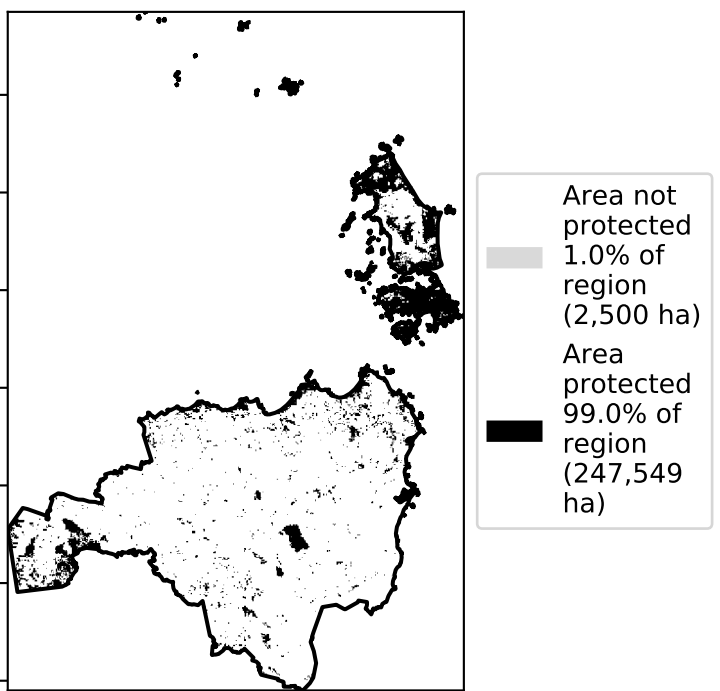 Area not
protected
1.0% of
region
(2,500 ha)
Area
protected
99.0% of
region
(247,549
ha)